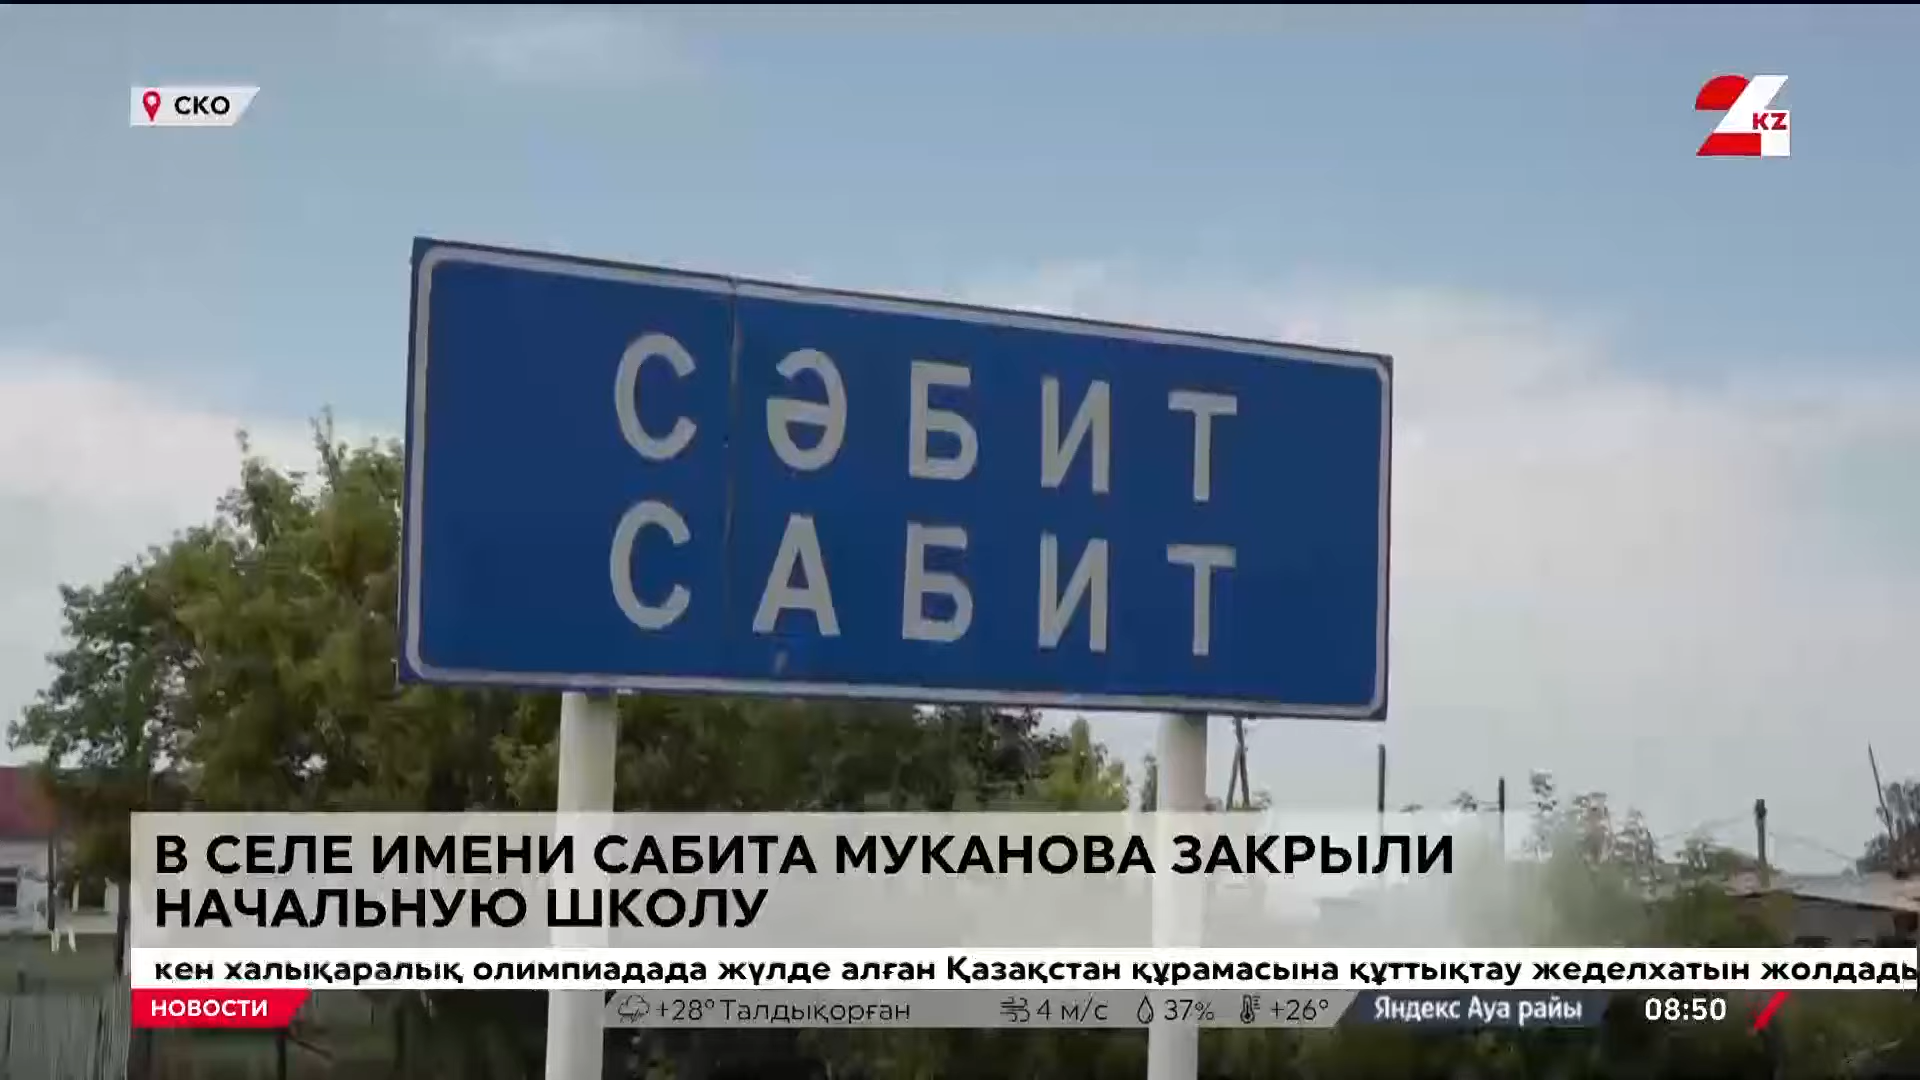 СКО
24 KZ
СӘБИТ
САБИТ
В СЕЛЕ ИМЕНИ САБИТА МУКАНОВА ЗАКРЫЛИ
НАЧАЛЬНУЮ ШКОЛУ
кен халықаралық олимпиадада жүлде алған Қазақстан құрамасына құттықтау жеделхатын жолдады
НОВОСТИ
+28° Талдықорған 4 м/с 37% +26° Яндекс Ауа райы 08:50